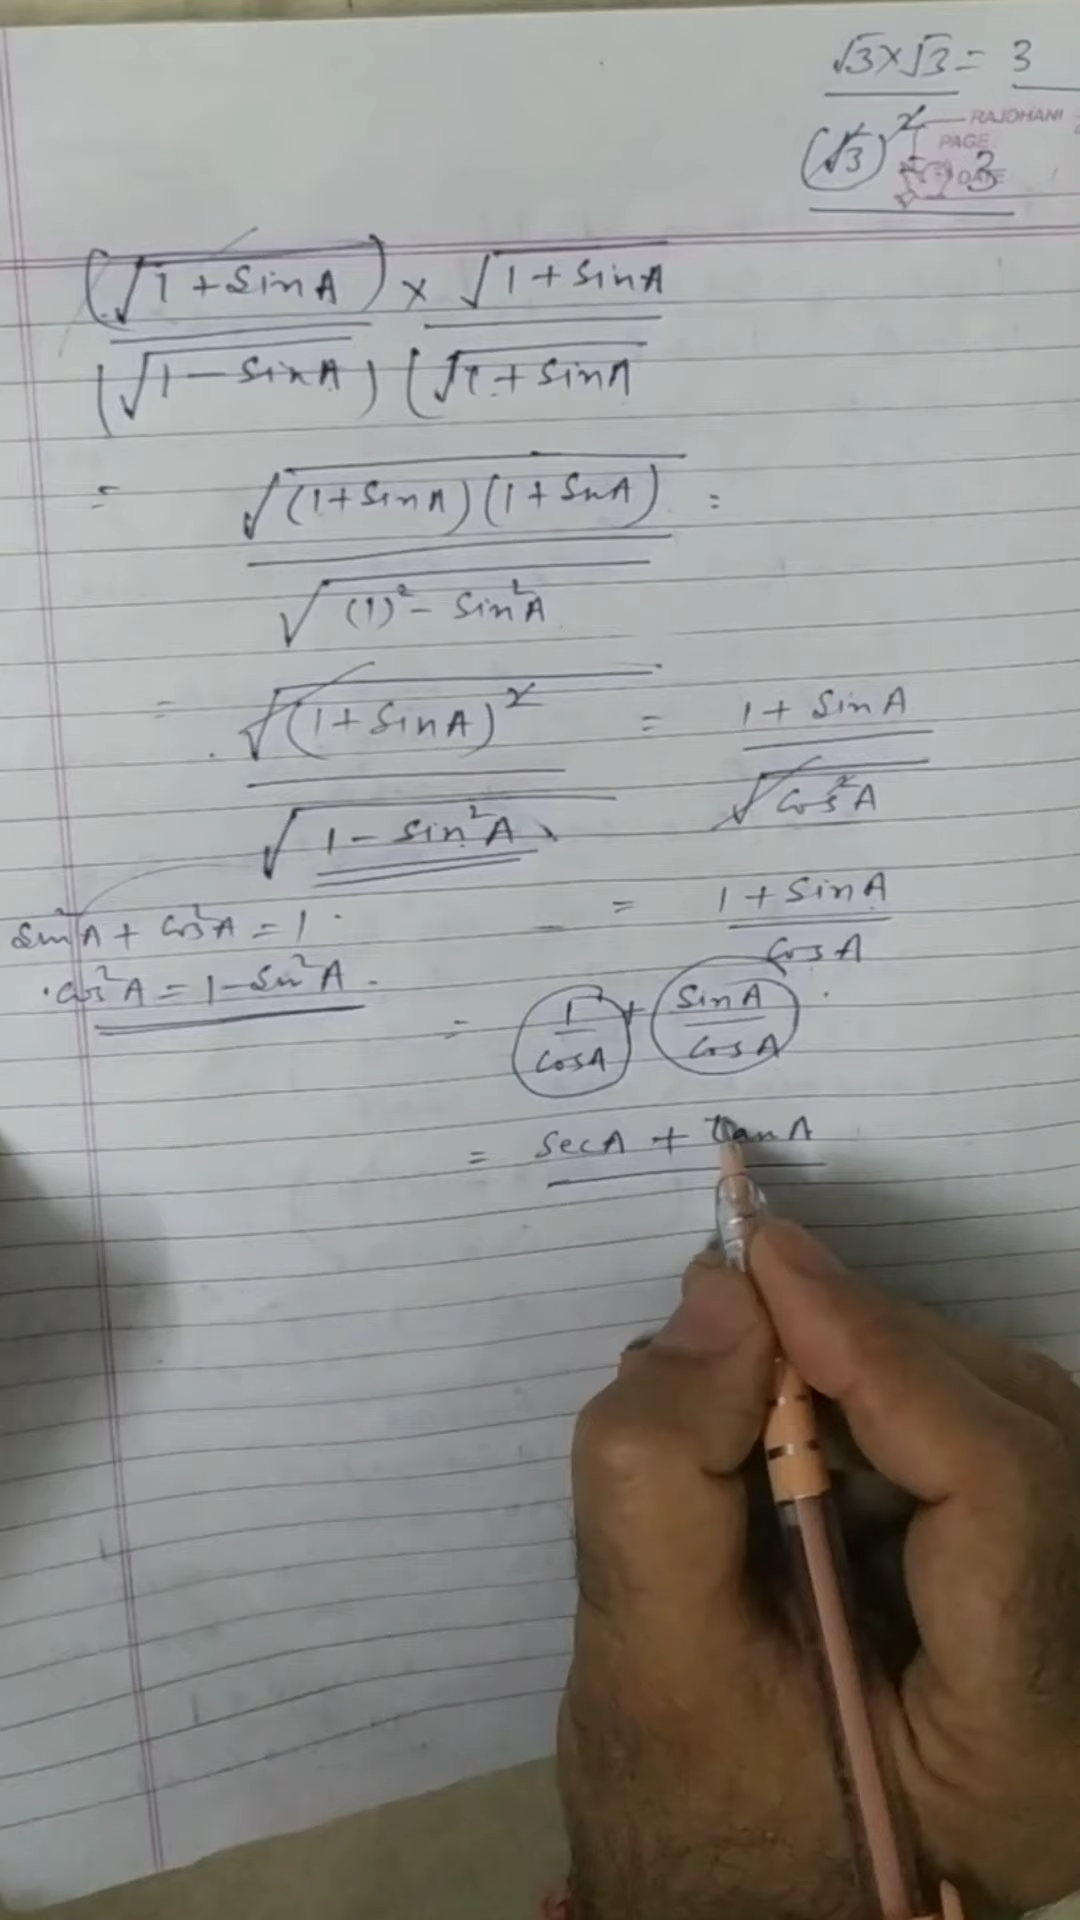 √3 × √3 = 3
RAJDHANI
(√3)² = 3
PAGE
DATE
(√1 + SinA) × √1 + SinA
(√1 - SinA) (√1 + SinA
= √(1 + SinA)(1 + SinA) =
√(1)² - Sin²A
= √(1 + SinA)² = 1 + SinA
√1 - Sin²A √Cos²A
Sin²A + Cos²A = 1
= 1 + SinA
CosA
Cos²A = 1 - Sin²A
= 1 + SinA
CosA CosA
= SecA + tanA